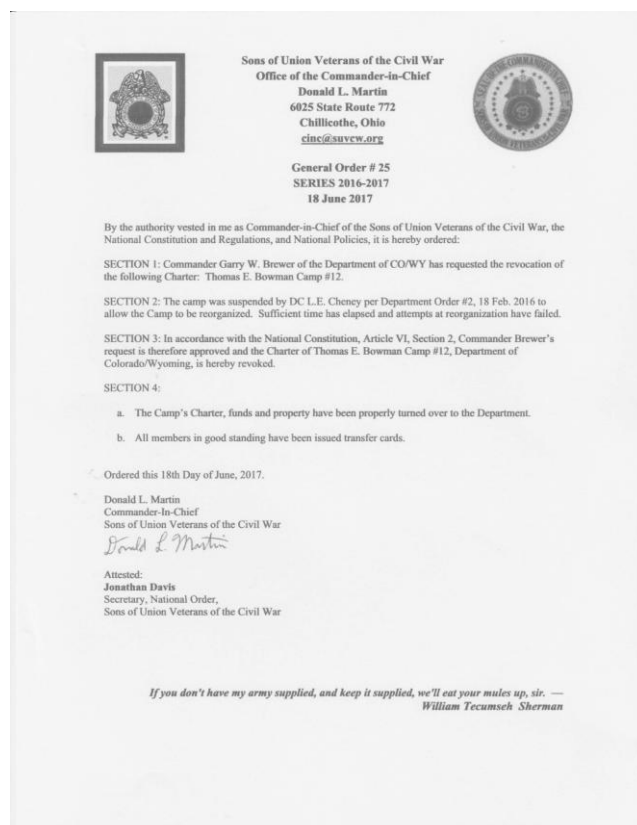 Sons of Union Veterans of the Civil War
Office of the Commander-in-Chief
Donald L. Martin
6025 State Route 772
Chillicothe, Ohio
cinc@suvcw.org
General Order # 25
SERIES 2016-2017
18 June 2017
By the authority vested in me as Commander-in-Chief of the Sons of Union Veterans of the Civil War, the
National Constitution and Regulations, and National Policies, it is hereby ordered:
SECTION 1: Commander Garry W. Brewer of the Department of CO/WY has requested the revocation of
the following Charter: Thomas E. Bowman Camp #12.
SECTION 2: The camp was suspended by DC L.E. Cheney per Department Order #2, 18 Feb. 2016 to
allow the Camp to be reorganized. Sufficient time has elapsed and attempts at reorganization have failed.
SECTION 3: In accordance with the National Constitution, Article VI, Section 2, Commander Brewer's
request is therefore approved and the Charter of Thomas E. Bowman Camp #12, Department of
Colorado/Wyoming, is hereby revoked.
SECTION 4:
a. The Camp's Charter, funds and property have been properly turned over to the Department.
b. All members in good standing have been issued transfer cards.
Ordered this 18th Day of June, 2017.
Donald L. Martin
Commander-In-Chief
Sons of Union Veterans of the Civil War
Donald L Martin
Attested:
Jonathan Davis
Secretary, National Order,
Sons of Union Veterans of the Civil War
If you don't have my army supplied, and keep it supplied, we'll eat your mules up, sir. —
William Tecumseh Sherman